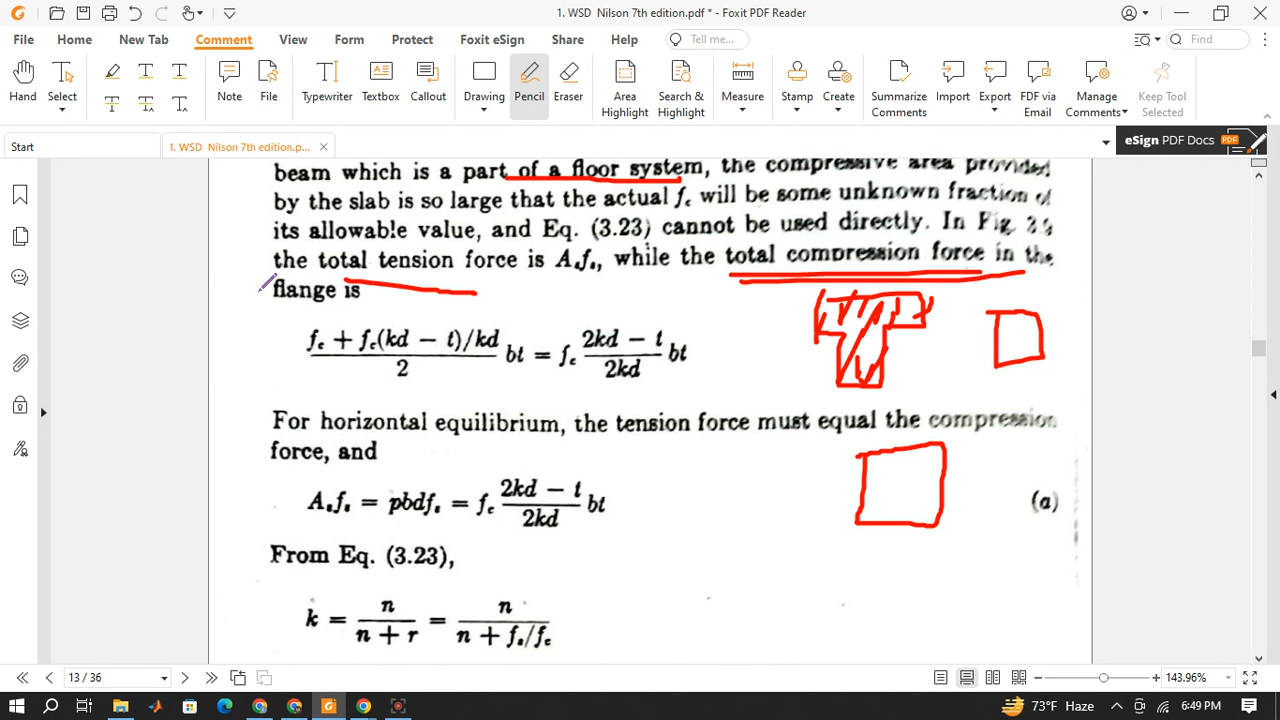 1. WSD Nilson 7th edition.pdf * - Foxit PDF Reader
File Home New Tab Comment View Form Protect Foxit eSign Share Help Tell me... Find
Hand Select Note File Typewriter Textbox Callout Drawing Pencil Eraser Area Highlight Search & Highlight Measure Stamp Create Summarize Comments Import Export FDF via Email Manage Comments Keep Tool Selected
Start 1. WSD Nilson 7th edition.p... eSign PDF Docs
beam which is a part of a floor system, the compressive area provided
by the slab is so large that the actual f꜀ will be some unknown fraction of
its allowable value, and Eq. (3.23) cannot be used directly. In Fig. 3.9
the total tension force is Aₛfₛ, while the total compression force in the
flange is
f꜀ + f꜀(kd − t)/kd / 2 bt = f꜀ 2kd − t / 2kd bt
For horizontal equilibrium, the tension force must equal the compression
force, and
Aₛfₛ = pbdfₛ = f꜀ 2kd − t / 2kd bt (a)
From Eq. (3.23),
k = n / n + r = n / n + fₛ/f꜀
13 / 36 143.96%
73°F Haze 6:49 PM